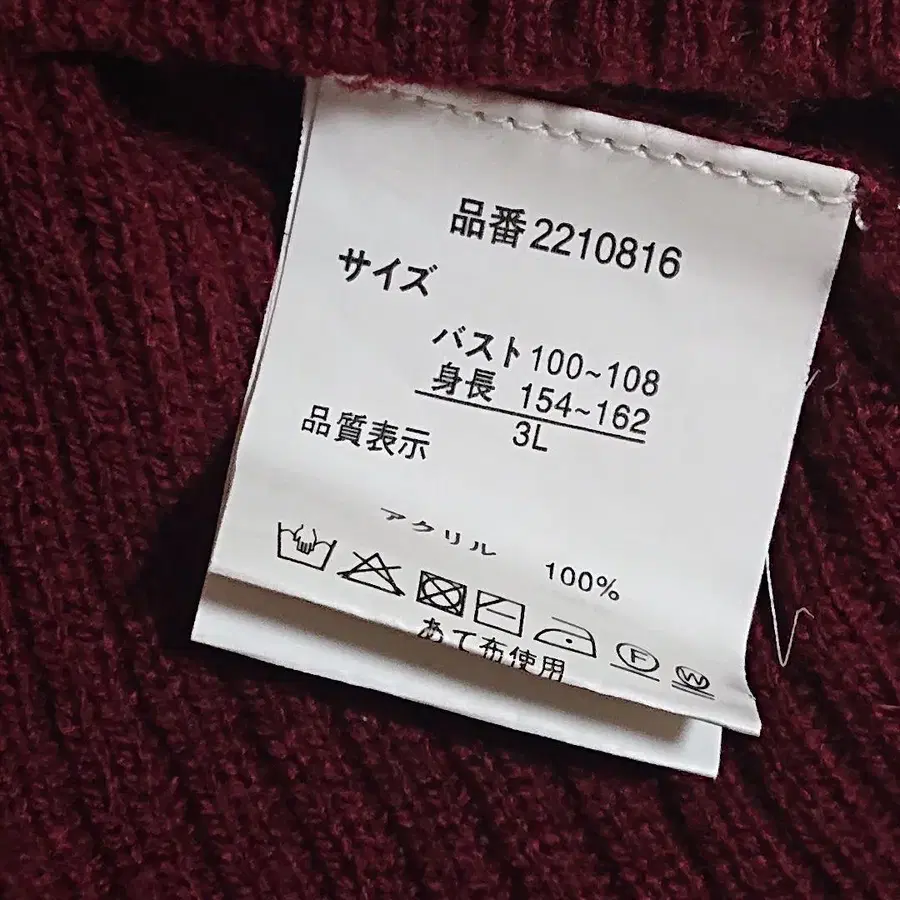 品番2210816
サイズ
バスト100~108
身長 154~162
3L
品質表示
アクリル 100%
F
W
あて布使用